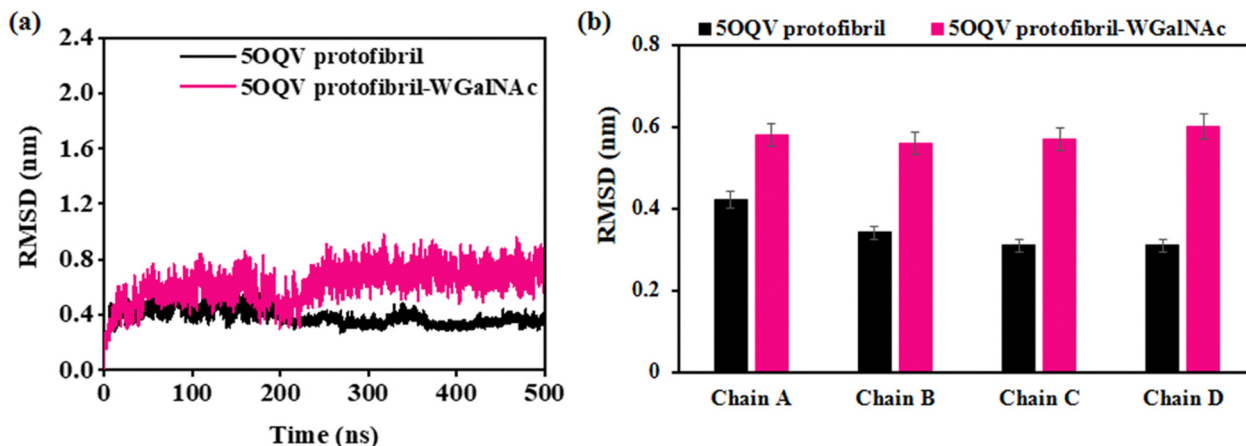 (a)
2.4
2.0
1.6
1.2
0.8
0.4
0.0
RMSD (nm)
5OQV protofibril
5OQV protofibril-WGalNAc
0 100 200 300 400 500
Time (ns)
(b)
5OQV protofibril 5OQV protofibril-WGalNAc
0.8
0.6
0.4
0.2
0
RMSD (nm)
Chain A Chain B Chain C Chain D